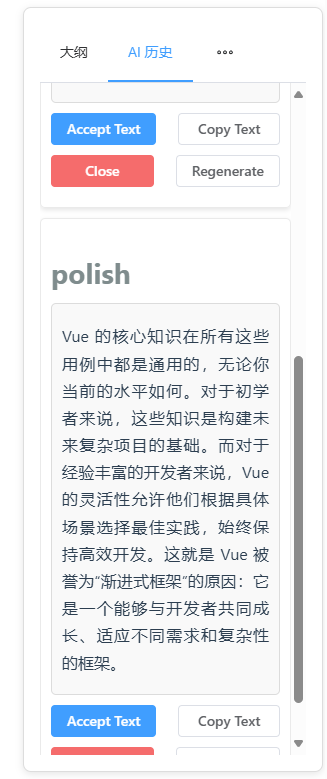 大纲 AI 历史 •••
Accept Text Copy Text
Close Regenerate
polish
Vue 的核心知识在所有这些
用例中都是通用的，无论你
当前的水平如何。对于初学
者来说，这些知识是构建未
来复杂项目的基础。而对于
经验丰富的开发者来说，Vue
的灵活性允许他们根据具体
场景选择最佳实践，始终保
持高效开发。这就是 Vue 被
誉为“渐进式框架”的原因：它
是一个能够与开发者共同成
长、适应不同需求和复杂性
的框架。
Accept Text Copy Text